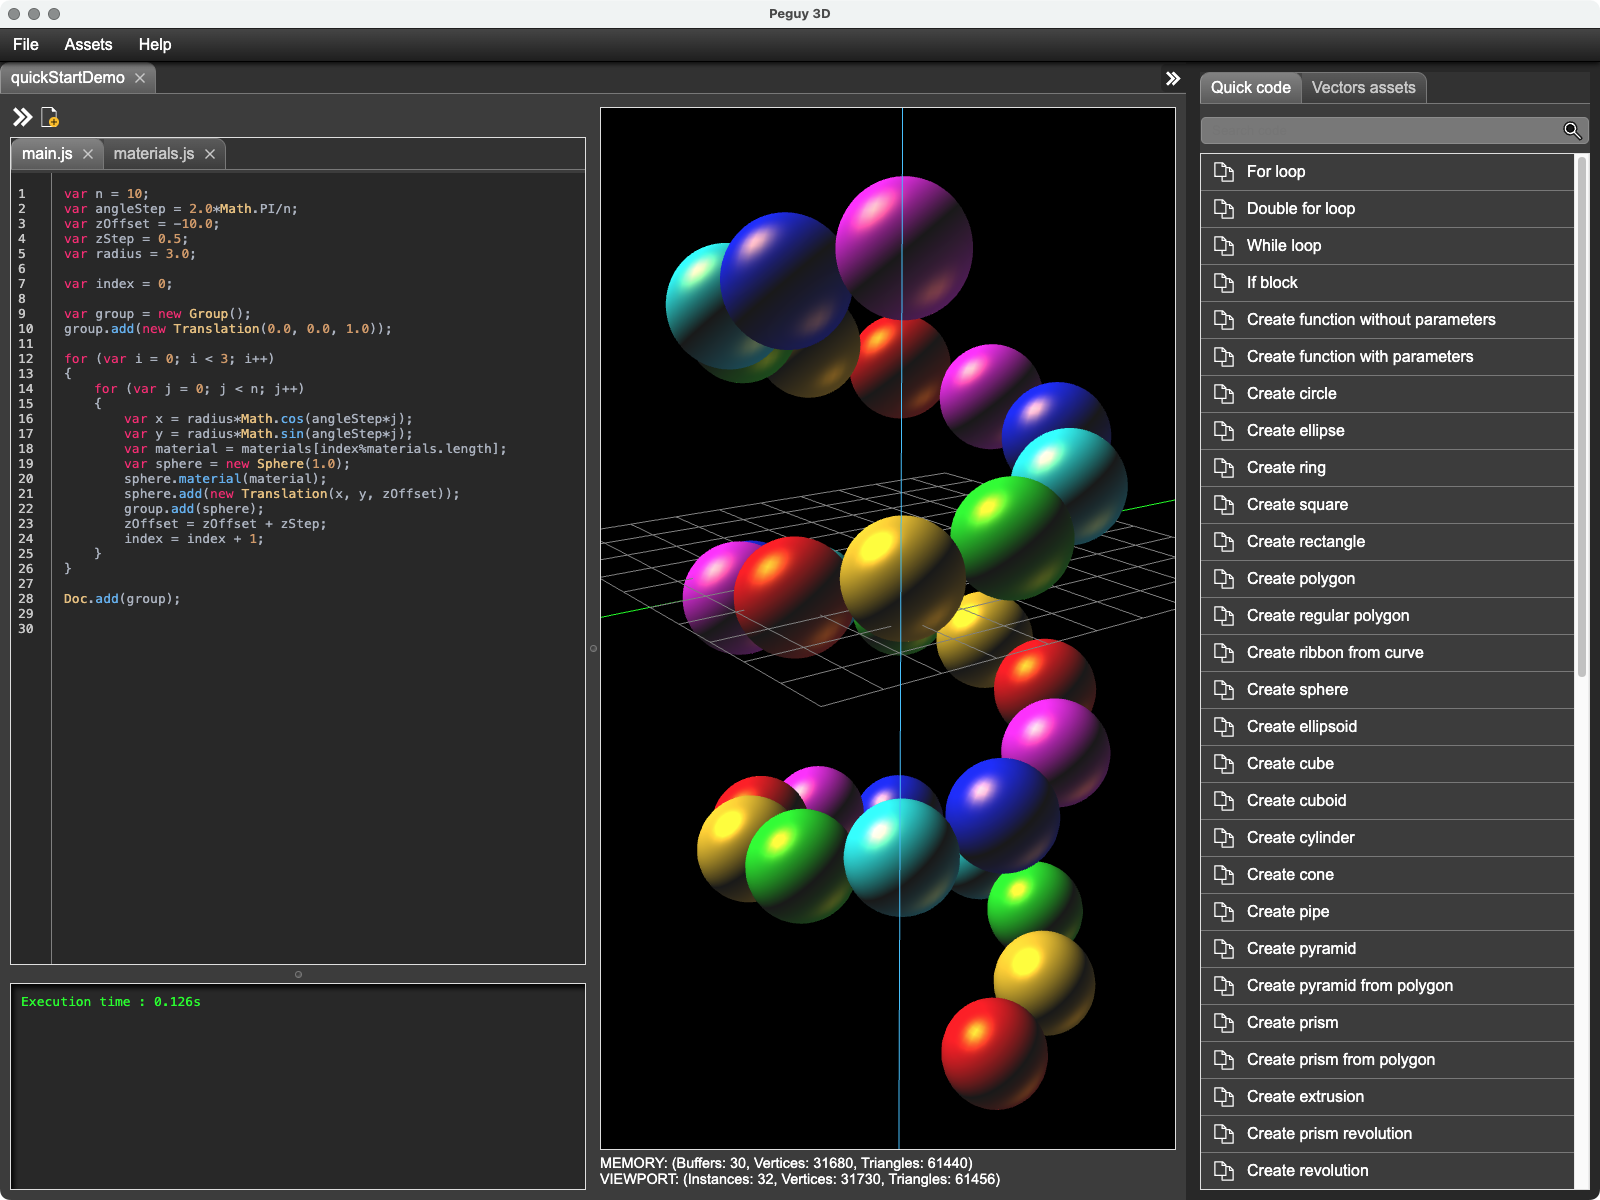 Peguy 3D
File Assets Help
quickStartDemo
Quick code Vectors assets
main.js materials.js
1 var n = 10;
2 var angleStep = 2.0*Math.PI/n;
3 var zOffset = -10.0;
4 var zStep = 0.5;
5 var radius = 3.0;
6
7 var index = 0;
8
9 var group = new Group();
10 group.add(new Translation(0.0, 0.0, 1.0));
11
12 for (var i = 0; i < 3; i++)
13 {
14     for (var j = 0; j < n; j++)
15     {
16         var x = radius*Math.cos(angleStep*j);
17         var y = radius*Math.sin(angleStep*j);
18         var material = materials[index%materials.length];
19         var sphere = new Sphere(1.0);
20         sphere.material(material);
21         sphere.add(new Translation(x, y, zOffset));
22         group.add(sphere);
23         zOffset = zOffset + zStep;
24         index = index + 1;
25     }
26 }
27
28 Doc.add(group);
29
30
Execution time : 0.126s
MEMORY: (Buffers: 30, Vertices: 31680, Triangles: 61440)
VIEWPORT: (Instances: 32, Vertices: 31730, Triangles: 61456)
For loop
Double for loop
While loop
If block
Create function without parameters
Create function with parameters
Create circle
Create ellipse
Create ring
Create square
Create rectangle
Create polygon
Create regular polygon
Create ribbon from curve
Create sphere
Create ellipsoid
Create cube
Create cuboid
Create cylinder
Create cone
Create pipe
Create pyramid
Create pyramid from polygon
Create prism
Create prism from polygon
Create extrusion
Create prism revolution
Create revolution